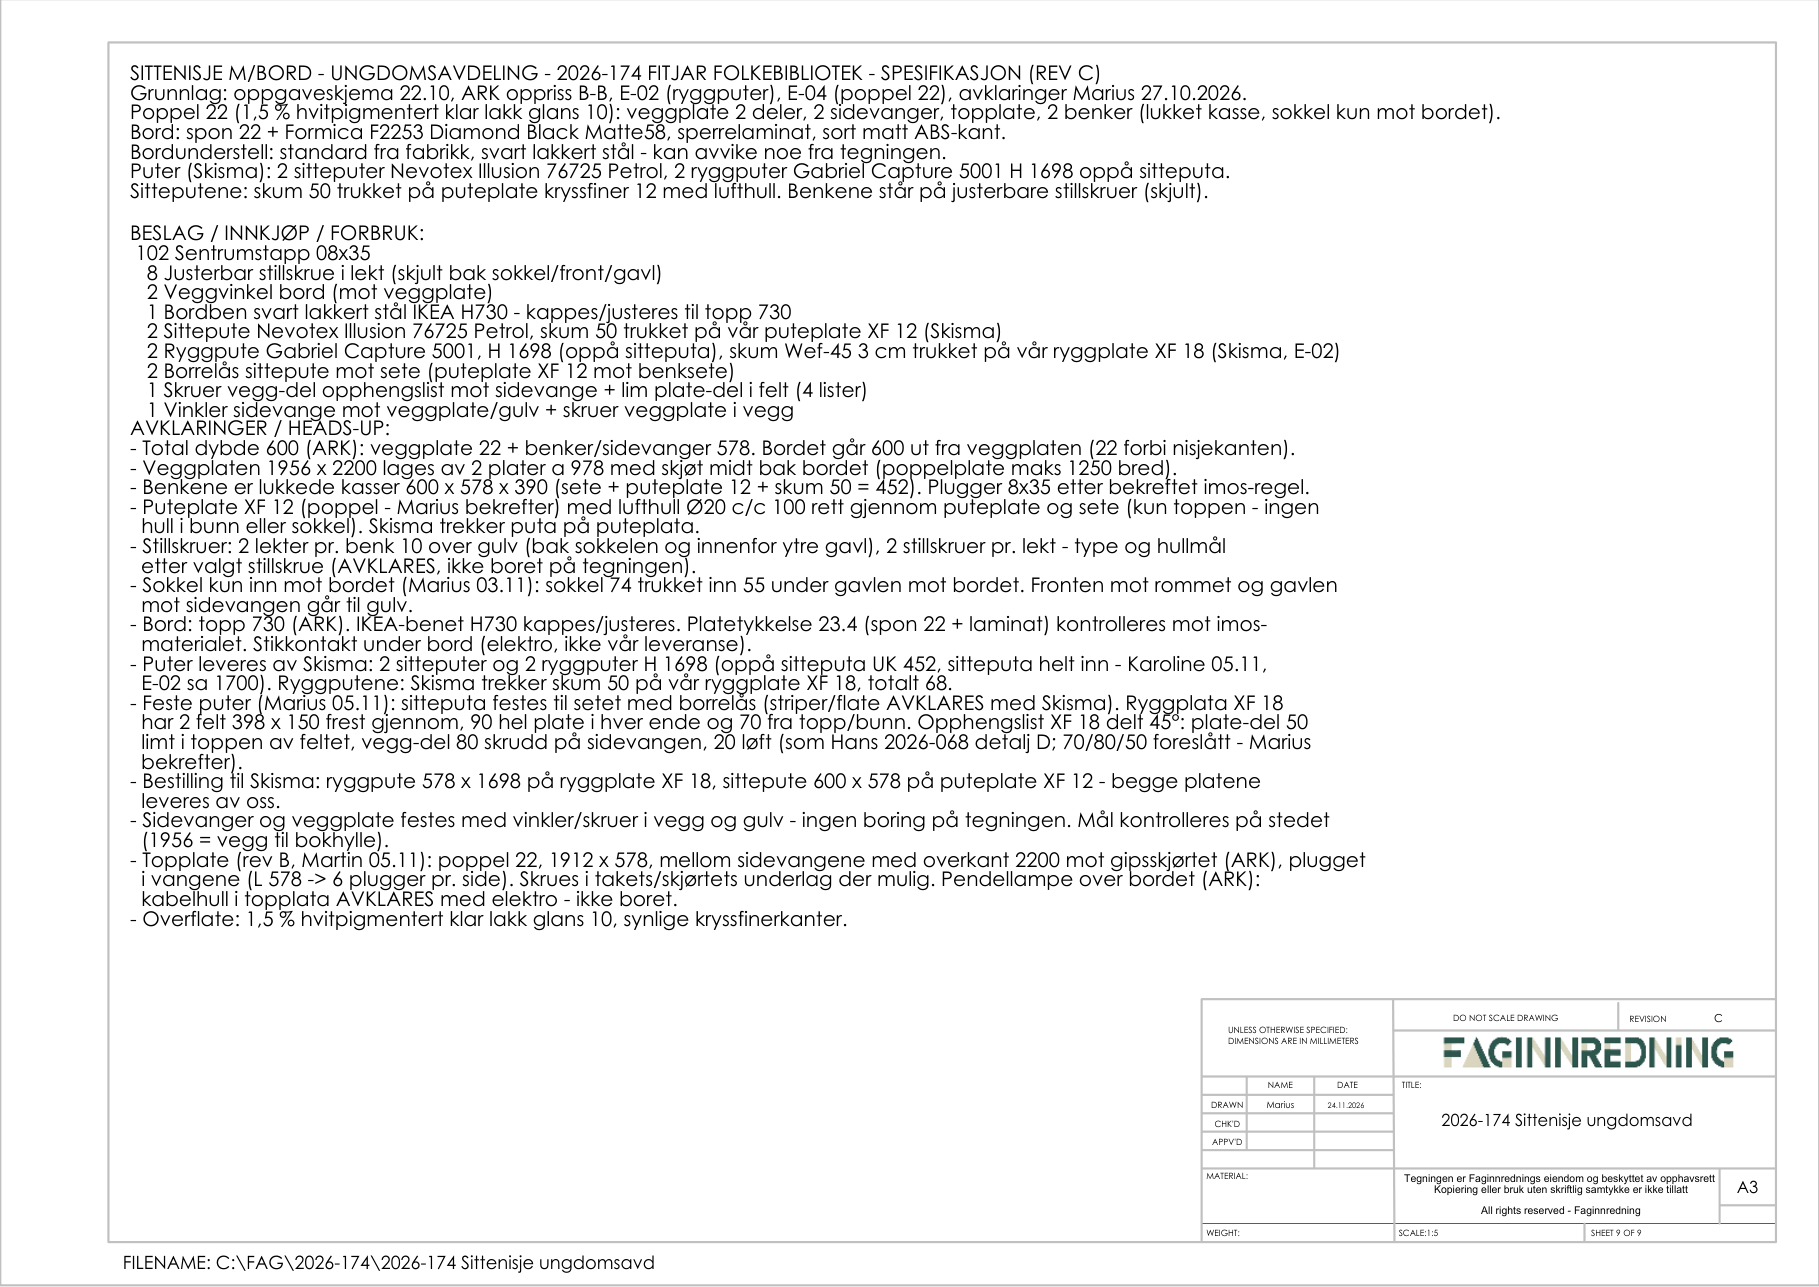 SITTENISJE M/BORD - UNGDOMSAVDELING - 2026-174 FITJAR FOLKEBIBLIOTEK - SPESIFIKASJON (REV C)
Grunnlag: oppgaveskjema 22.10, ARK oppriss B-B, E-02 (ryggputer), E-04 (poppel 22), avklaringer Marius 27.10.2026.
Poppel 22 (1,5 % hvitpigmentert klar lakk glans 10): veggplate 2 deler, 2 sidevanger, topplate, 2 benker (lukket kasse, sokkel kun mot bordet).
Bord: spon 22 + Formica F2253 Diamond Black Matte58, sperrelaminat, sort matt ABS-kant.
Bordunderstell: standard fra fabrikk, svart lakkert stål - kan avvike noe fra tegningen.
Puter (Skisma): 2 sitteputer Nevotex Illusion 76725 Petrol, 2 ryggputer Gabriel Capture 5001 H 1698 oppå sitteputa.
Sitteputene: skum 50 trukket på puteplate kryssfiner 12 med lufthull. Benkene står på justerbare stillskruer (skjult).
BESLAG / INNKJØP / FORBRUK:
102 Sentrumstapp 08x35
8 Justerbar stillskrue i lekt (skjult bak sokkel/front/gavl)
2 Veggvinkel bord (mot veggplate)
1 Bordben svart lakkert stål IKEA H730 - kappes/justeres til topp 730
2 Sittepute Nevotex Illusion 76725 Petrol, skum 50 trukket på vår puteplate XF 12 (Skisma)
2 Ryggpute Gabriel Capture 5001, H 1698 (oppå sitteputa), skum Wef-45 3 cm trukket på vår ryggplate XF 18 (Skisma, E-02)
2 Borrelås sittepute mot sete (puteplate XF 12 mot benksete)
1 Skruer vegg-del opphengslist mot sidevange + lim plate-del i felt (4 lister)
1 Vinkler sidevange mot veggplate/gulv + skruer veggplate i vegg
AVKLARINGER / HEADS-UP:
- Total dybde 600 (ARK): veggplate 22 + benker/sidevanger 578. Bordet går 600 ut fra veggplaten (22 forbi nisjekanten).
- Veggplaten 1956 x 2200 lages av 2 plater a 978 med skjøt midt bak bordet (poppelplate maks 1250 bred).
- Benkene er lukkede kasser 600 x 578 x 390 (sete + puteplate 12 + skum 50 = 452). Plugger 8x35 etter bekreftet imos-regel.
- Puteplate XF 12 (poppel - Marius bekrefter) med lufthull Ø20 c/c 100 rett gjennom puteplate og sete (kun toppen - ingen
hull i bunn eller sokkel). Skisma trekker puta på puteplata.
- Stillskruer: 2 lekter pr. benk 10 over gulv (bak sokkelen og innenfor ytre gavl), 2 stillskruer pr. lekt - type og hullmål
etter valgt stillskrue (AVKLARES, ikke boret på tegningen).
- Sokkel kun inn mot bordet (Marius 03.11): sokkel 74 trukket inn 55 under gavlen mot bordet. Fronten mot rommet og gavlen
mot sidevangen går til gulv.
- Bord: topp 730 (ARK). IKEA-benet H730 kappes/justeres. Platetykkelse 23.4 (spon 22 + laminat) kontrolleres mot imos-
materialet. Stikkontakt under bord (elektro, ikke vår leveranse).
- Puter leveres av Skisma: 2 sitteputer og 2 ryggputer H 1698 (oppå sitteputa UK 452, sitteputa helt inn - Karoline 05.11,
E-02 sa 1700). Ryggputene: Skisma trekker skum 50 på vår ryggplate XF 18, totalt 68.
- Feste puter (Marius 05.11): sitteputa festes til setet med borrelås (striper/flate AVKLARES med Skisma). Ryggplata XF 18
har 2 felt 398 x 150 frest gjennom, 90 hel plate i hver ende og 70 fra topp/bunn. Opphengslist XF 18 delt 45°: plate-del 50
limt i toppen av feltet, vegg-del 80 skrudd på sidevangen, 20 løft (som Hans 2026-068 detalj D; 70/80/50 foreslått - Marius
bekrefter).
- Bestilling til Skisma: ryggpute 578 x 1698 på ryggplate XF 18, sittepute 600 x 578 på puteplate XF 12 - begge platene
leveres av oss.
- Sidevanger og veggplate festes med vinkler/skruer i vegg og gulv - ingen boring på tegningen. Mål kontrolleres på stedet
(1956 = vegg til bokhylle).
- Topplate (rev B, Martin 05.11): poppel 22, 1912 x 578, mellom sidevangene med overkant 2200 mot gipsskjørtet (ARK), plugget
i vangene (L 578 -> 6 plugger pr. side). Skrues i takets/skjørtets underlag der mulig. Pendellampe over bordet (ARK):
kabelhull i topplata AVKLARES med elektro - ikke boret.
- Overflate: 1,5 % hvitpigmentert klar lakk glans 10, synlige kryssfinerkanter.
UNLESS OTHERWISE SPECIFIED:
DIMENSIONS ARE IN MILLIMETERS
DO NOT SCALE DRAWING
REVISION C
FAGINNREDNING
NAME DATE
DRAWN Marius 24.11.2026
CHK'D
APPV'D
TITLE:
2026-174 Sittenisje ungdomsavd
MATERIAL:
Tegningen er Faginnrednings eiendom og beskyttet av opphavsrett
Kopiering eller bruk uten skriftlig samtykke er ikke tillatt
All rights reserved - Faginnredning
A3
WEIGHT:
SCALE:1:5
SHEET 9 OF 9
FILENAME: C:\FAG\2026-174\2026-174 Sittenisje ungdomsavd